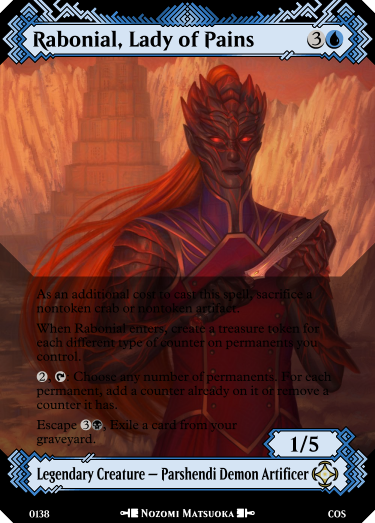 Rabonial, Lady of Pains 3
As an additional cost to cast this spell, sacrifice a
nontoken crab or nontoken artifact.
When Rabonial enters, create a treasure token for
each different type of counter on permanents you
control.
2, Choose any number of permanents. For each
permanent, add a counter already on it or remove a
counter it has.
Escape 3, Exile a card from your
graveyard.
1/5
Legendary Creature — Parshendi Demon Artificer
0138 Nozomi Matsuoka COS